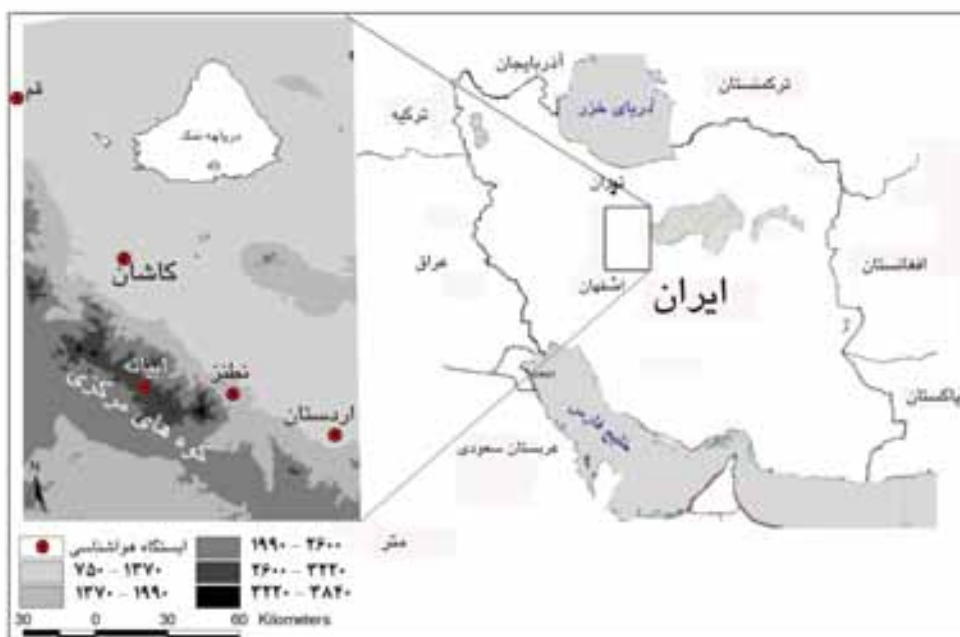 قم
دریاچه نمک
کاشان
ابیانه
نطنز
اردستان
کوه های مرکزی
N
آذربایجان
ترکمنستان
دریای خزر
ترکیه
تهران
عراق
اصفهان
ایران
افغانستان
پاکستان
خلیج فارس
عربستان سعودی
متر
ایستگاه هواشناسی
۷۵۰ - ۱۳۷۰
۱۳۷۰ - ۱۹۹۰
۱۹۹۰ - ۲۶۰۰
۲۶۰۰ - ۳۲۲۰
۳۲۲۰ - ۳۸۴۰
30 0 30 60 Kilometers